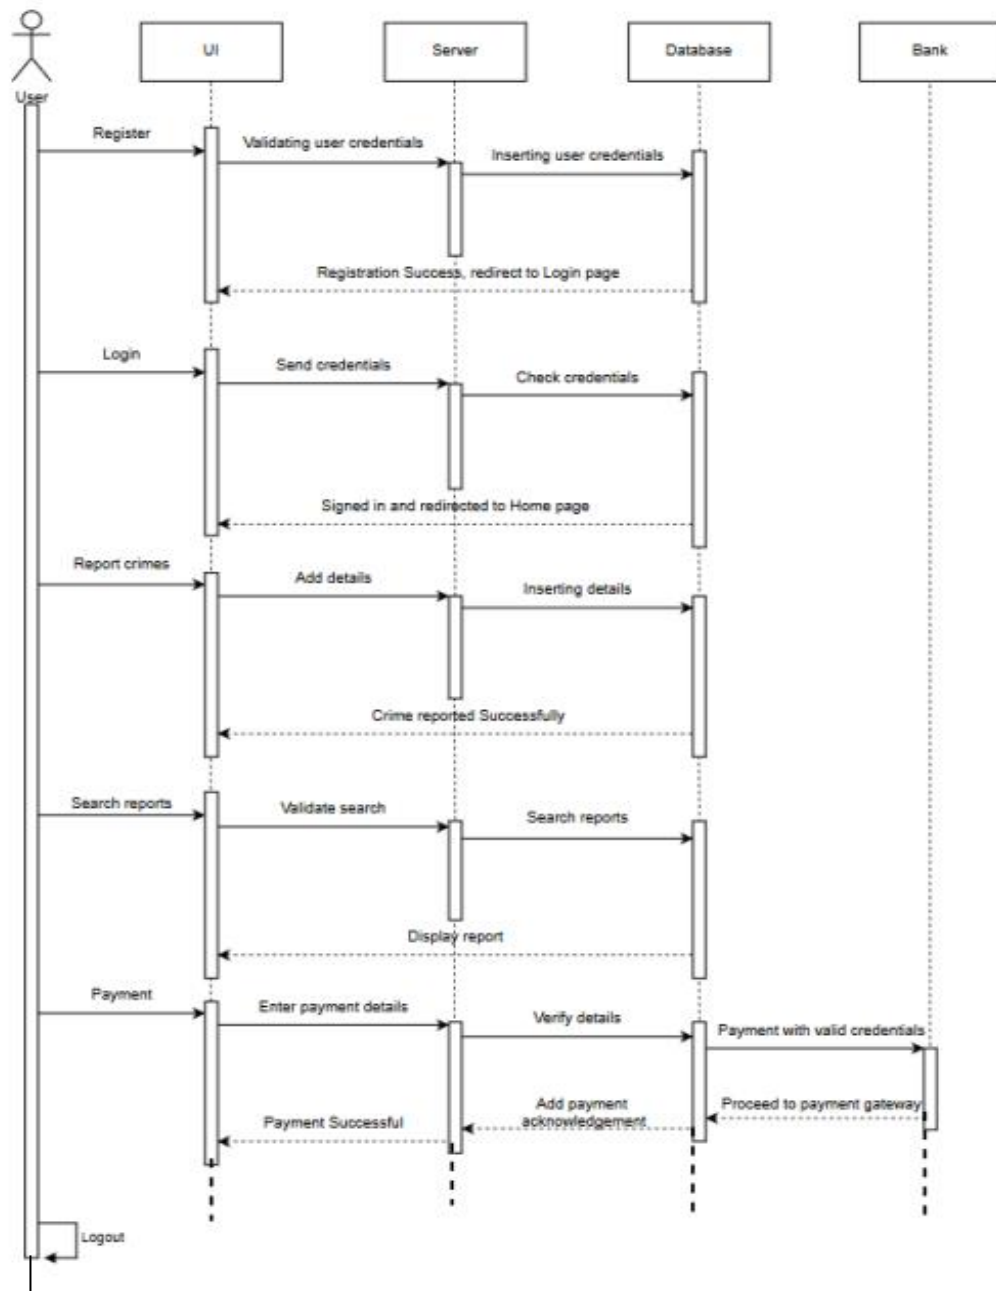 UI
Server
Database
Bank
User
Register
Validating user credentials
Inserting user credentials
Registration Success, redirect to Login page
Login
Send credentials
Check credentials
Signed in and redirected to Home page
Report crimes
Add details
Inserting details
Crime reported Successfully
Search reports
Validate search
Search reports
Display report
Payment
Enter payment details
Verify details
Payment with valid credentials
Proceed to payment gateway
Add payment
acknowledgement
Payment Successful
Logout